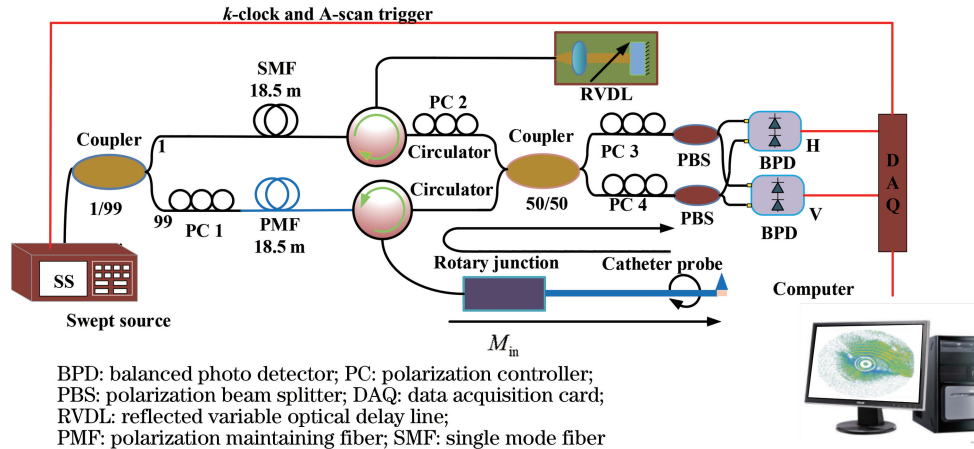 k-clock and A-scan trigger
SMF
18.5 m
RVDL
PC 2
Coupler
1
Circulator
Coupler
PC 3
PBS
BPD
H
D
A
Q
1/99
99
PC 1
PMF
18.5 m
Circulator
50/50
PC 4
PBS
BPD
V
SS
Swept source
Rotary junction
Catheter probe
Computer
M in
BPD: balanced photo detector; PC: polarization controller;
PBS: polarization beam splitter; DAQ: data acquisition card;
RVDL: reflected variable optical delay line;
PMF: polarization maintaining fiber; SMF: single mode fiber